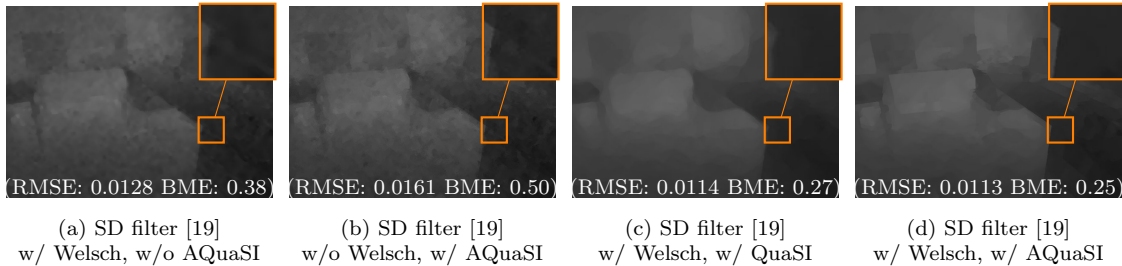 (RMSE: 0.0128 BME: 0.38)
(RMSE: 0.0161 BME: 0.50)
(RMSE: 0.0114 BME: 0.27)
(RMSE: 0.0113 BME: 0.25)
(a) SD filter [19]
w/ Welsch, w/o AQuaSI
(b) SD filter [19]
w/o Welsch, w/ AQuaSI
(c) SD filter [19]
w/ Welsch, w/ QuaSI
(d) SD filter [19]
w/ Welsch, w/ AQuaSI